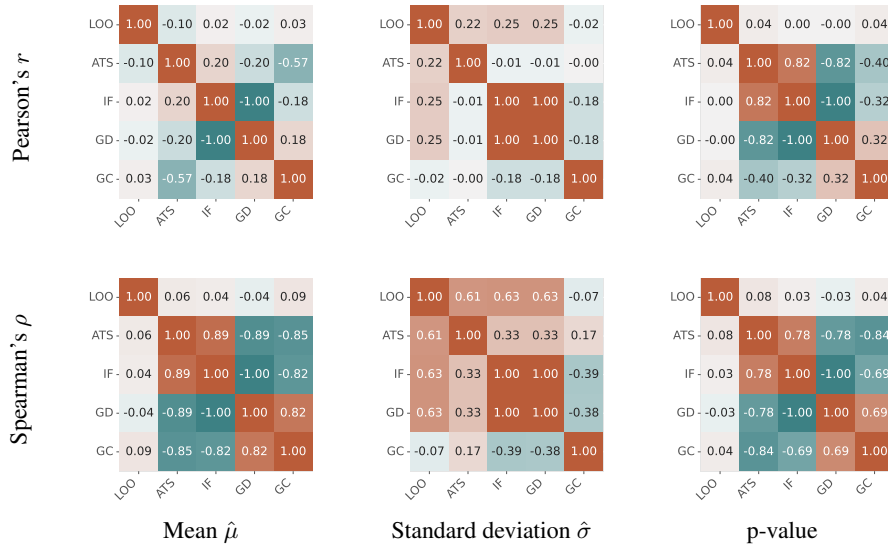 Pearson's r
LOO 1.00 -0.10 0.02 -0.02 0.03
ATS -0.10 1.00 0.20 -0.20 -0.57
IF 0.02 0.20 1.00 -1.00 -0.18
GD -0.02 -0.20 -1.00 1.00 0.18
GC 0.03 -0.57 -0.18 0.18 1.00
LOO ATS IF GD GC
1.00 0.22 0.25 0.25 -0.02
0.22 1.00 -0.01 -0.01 -0.00
0.25 -0.01 1.00 1.00 -0.18
0.25 -0.01 1.00 1.00 -0.18
-0.02 -0.00 -0.18 -0.18 1.00
LOO ATS IF GD GC
LOO 1.00 0.04 0.00 -0.00 0.04
ATS 0.04 1.00 0.82 -0.82 -0.40
IF 0.00 0.82 1.00 -1.00 -0.32
GD -0.00 -0.82 -1.00 1.00 0.32
GC 0.04 -0.40 -0.32 0.32 1.00
LOO ATS IF GD GC
Spearman's ρ
LOO 1.00 0.06 0.04 -0.04 0.09
ATS 0.06 1.00 0.89 -0.89 -0.85
IF 0.04 0.89 1.00 -1.00 -0.82
GD -0.04 -0.89 -1.00 1.00 0.82
GC 0.09 -0.85 -0.82 0.82 1.00
LOO ATS IF GD GC
LOO 1.00 0.61 0.63 0.63 -0.07
ATS 0.61 1.00 0.33 0.33 0.17
IF 0.63 0.33 1.00 1.00 -0.39
GD 0.63 0.33 1.00 1.00 -0.38
GC -0.07 0.17 -0.39 -0.38 1.00
LOO ATS IF GD GC
LOO 1.00 0.08 0.03 -0.03 0.04
ATS 0.08 1.00 0.78 -0.78 -0.84
IF 0.03 0.78 1.00 -1.00 -0.69
GD -0.03 -0.78 -1.00 1.00 0.69
GC 0.04 -0.84 -0.69 0.69 1.00
LOO ATS IF GD GC
Mean μ̂
Standard deviation σ̂
p-value